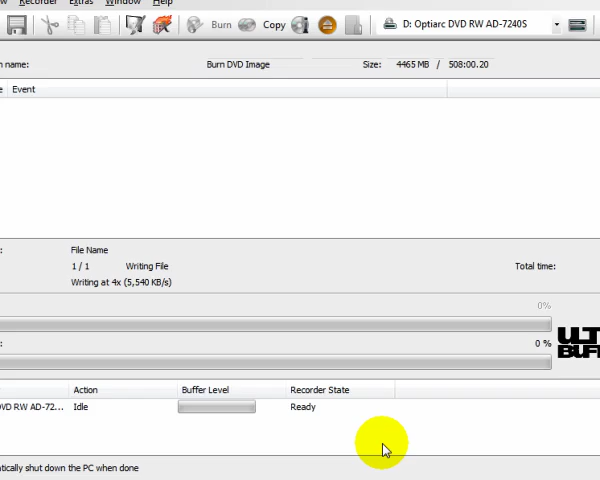 w Recorder Extras Window Help
Burn Copy D: Optiarc DVD RW AD-7240S
n name: Burn DVD Image Size: 4465 MB / 508:00.20
e Event
: File Name
1 / 1 Writing File Total time:
Writing at 4x (5,540 KB/s)
0%
: 0 %
ULT
BUF
Action Buffer Level Recorder State
VD RW AD-72... Idle Ready
tically shut down the PC when done